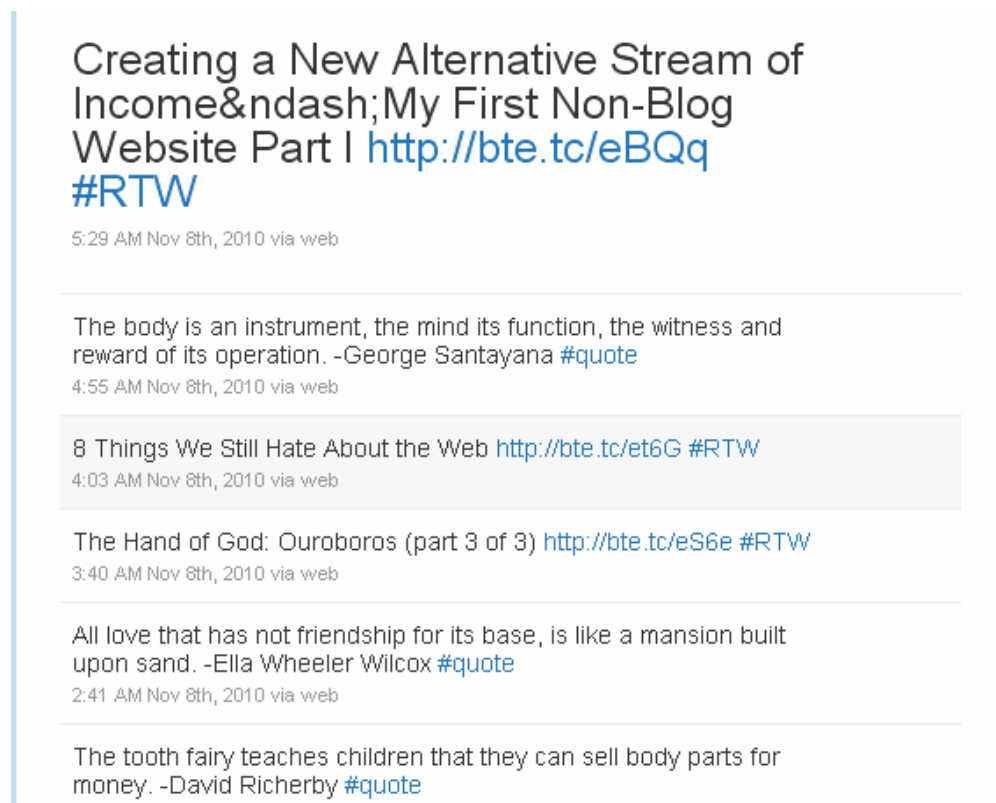 Creating a New Alternative Stream of
Income&ndash;My First Non-Blog
Website Part I http://bte.tc/eBQq
#RTW
5:29 AM Nov 8th, 2010 via web
The body is an instrument, the mind its function, the witness and
reward of its operation. -George Santayana #quote
4:55 AM Nov 8th, 2010 via web
8 Things We Still Hate About the Web http://bte.tc/et6G #RTW
4:03 AM Nov 8th, 2010 via web
The Hand of God: Ouroboros (part 3 of 3) http://bte.tc/eS6e #RTW
3:40 AM Nov 8th, 2010 via web
All love that has not friendship for its base, is like a mansion built
upon sand. -Ella Wheeler Wilcox #quote
2:41 AM Nov 8th, 2010 via web
The tooth fairy teaches children that they can sell body parts for
money. -David Richerby #quote